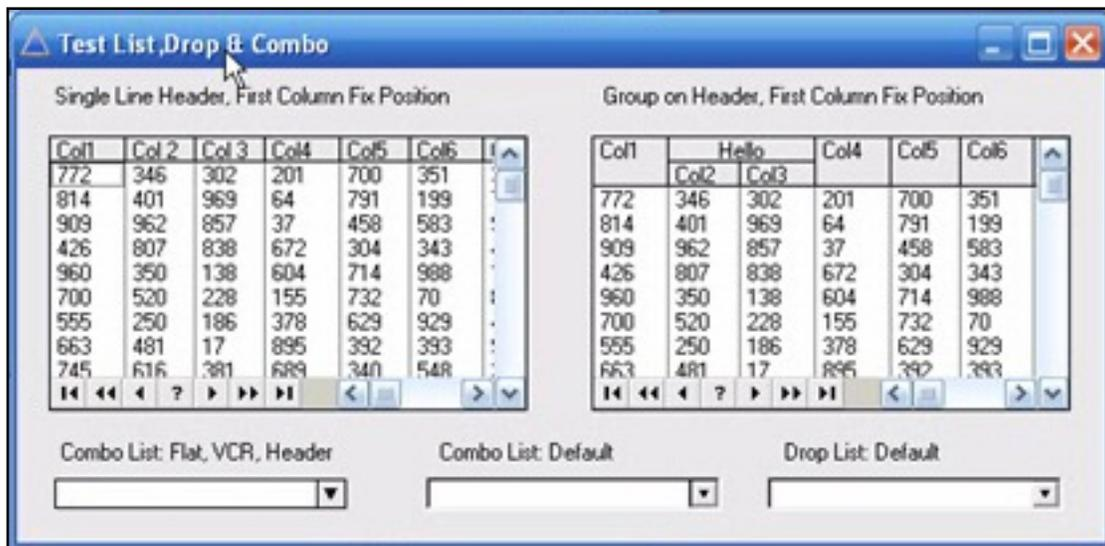 Test List,Drop & Combo
Single Line Header, First Column Fix Position
Col1 Col 2 Col 3 Col4 Col5 Col6
772 346 302 201 700 351
814 401 969 64 791 199
909 962 857 37 458 583
426 807 838 672 304 343
960 350 138 604 714 988
700 520 228 155 732 70
555 250 186 378 629 929
663 481 17 895 392 393
745 616 381 689 340 548
?
Group on Header, First Column Fix Position
Col1 Hello Col4 Col5 Col6
Col2 Col3
772 346 302 201 700 351
814 401 969 64 791 199
909 962 857 37 458 583
426 807 838 672 304 343
960 350 138 604 714 988
700 520 228 155 732 70
555 250 186 378 629 929
663 481 17 895 392 393
?
Combo List: Flat, VCR, Header
Combo List: Default
Drop List: Default